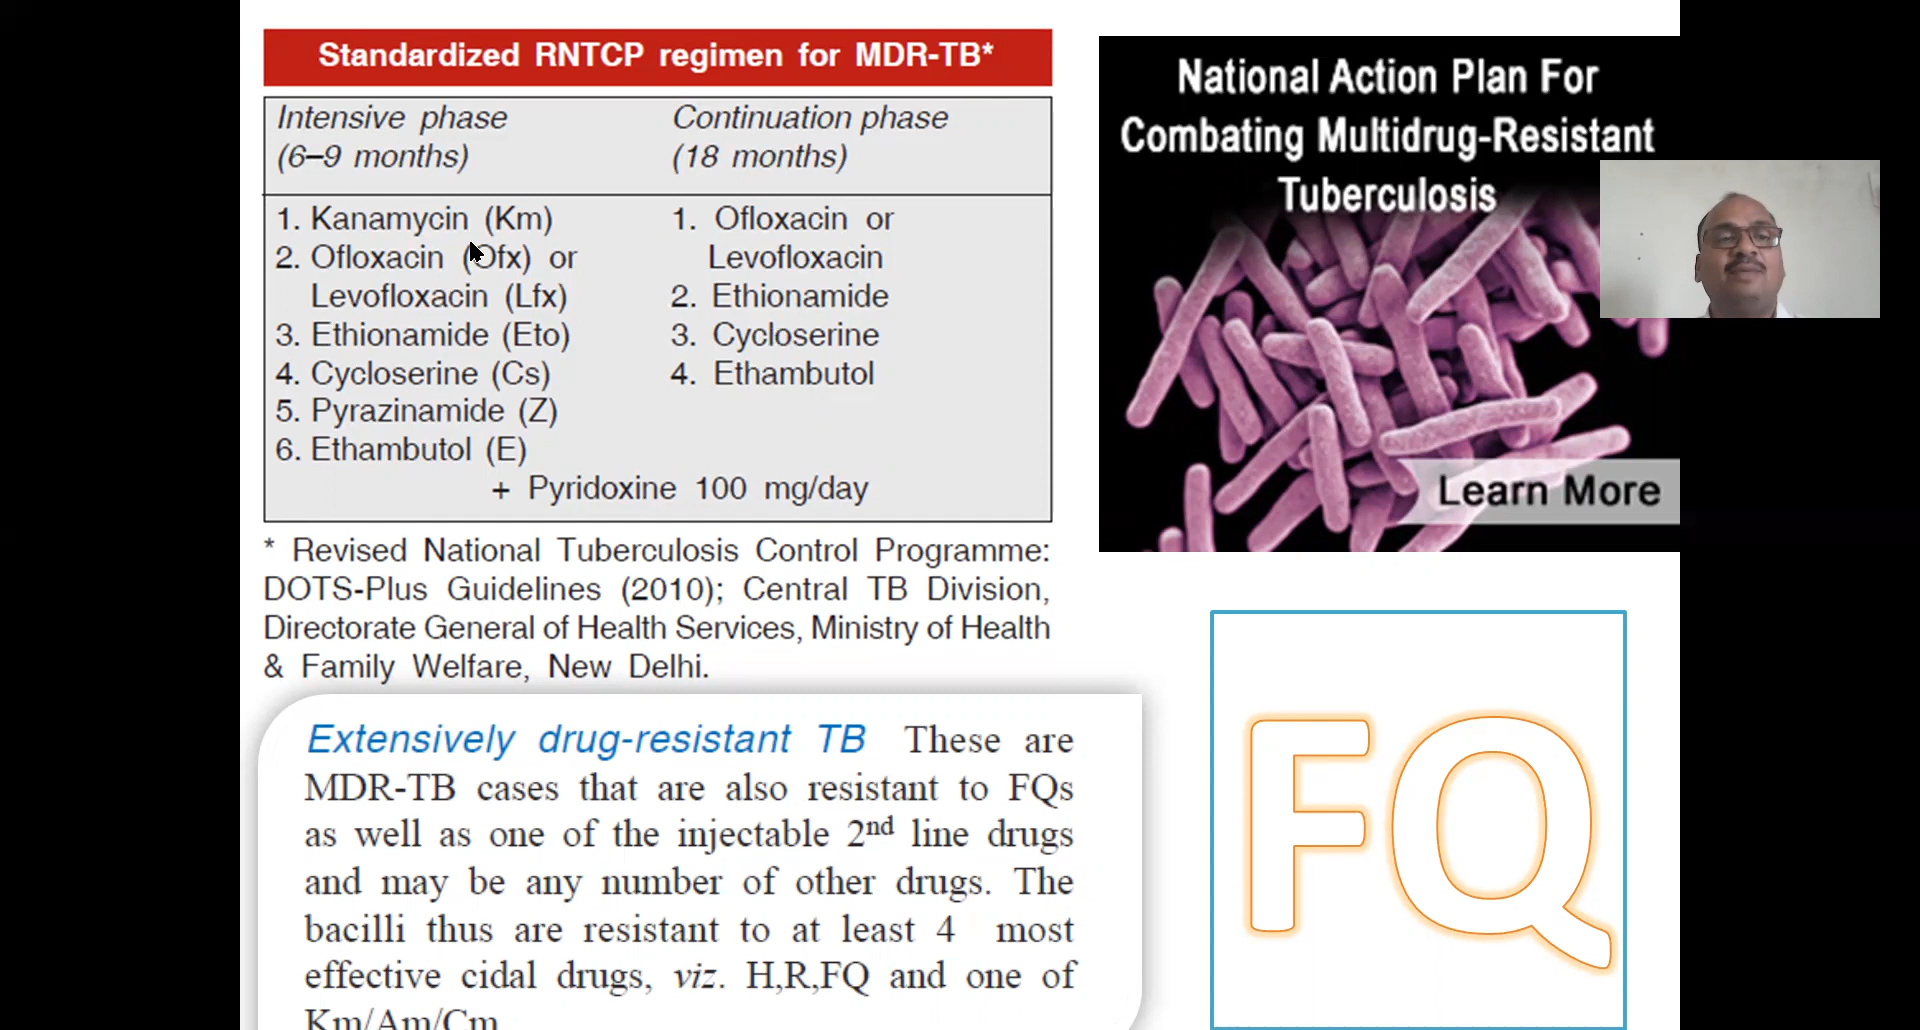 Standardized RNTCP regimen for MDR-TB*
Intensive phase
(6–9 months)
Continuation phase
(18 months)
1. Kanamycin (Km)
2. Ofloxacin (Ofx) or
Levofloxacin (Lfx)
3. Ethionamide (Eto)
4. Cycloserine (Cs)
5. Pyrazinamide (Z)
6. Ethambutol (E)
1. Ofloxacin or
Levofloxacin
2. Ethionamide
3. Cycloserine
4. Ethambutol
+ Pyridoxine 100 mg/day
* Revised National Tuberculosis Control Programme:
DOTS-Plus Guidelines (2010); Central TB Division,
Directorate General of Health Services, Ministry of Health
& Family Welfare, New Delhi.
Extensively drug-resistant TB These are
MDR-TB cases that are also resistant to FQs
as well as one of the injectable 2nd line drugs
and may be any number of other drugs. The
bacilli thus are resistant to at least 4 most
effective cidal drugs, viz. H,R,FQ and one of
Km/Am/Cm
National Action Plan For
Combating Multidrug-Resistant
Tuberculosis
Learn More
FQ